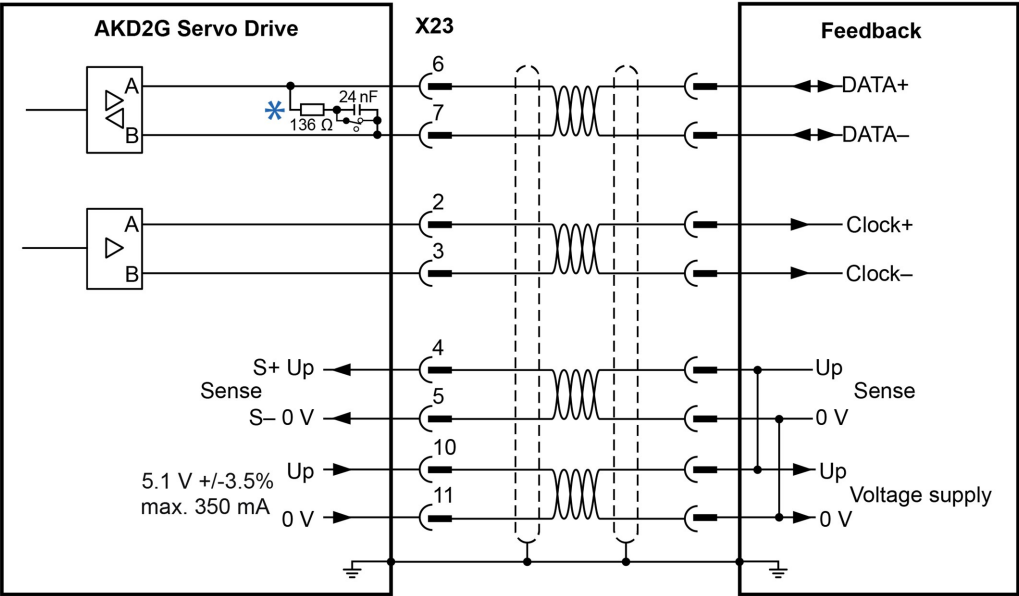 AKD2G Servo Drive
X23
Feedback
A
B
*
24 nF
136 Ω
6
7
DATA+
DATA–
A
B
2
3
Clock+
Clock–
S+ Up
Sense
S– 0 V
4
5
Up
Sense
0 V
5.1 V +/-3.5%
max. 350 mA
Up
0 V
10
11
Up
Voltage supply
0 V